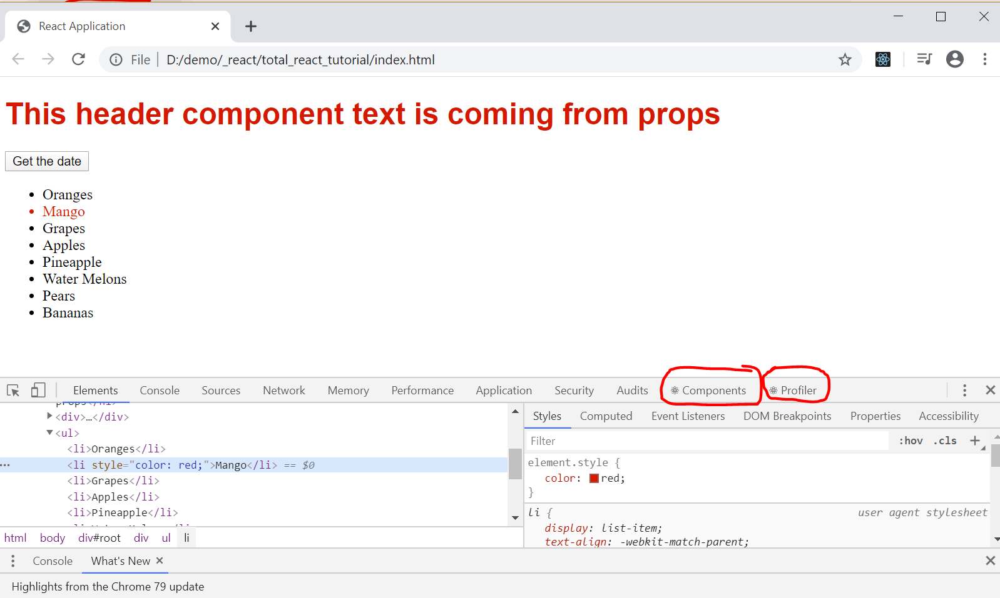 React Application
File D:/demo/_react/total_react_tutorial/index.html
This header component text is coming from props
Get the date
Oranges
Mango
Grapes
Apples
Pineapple
Water Melons
Pears
Bananas
Elements Console Sources Network Memory Performance Application Security Audits Components Profiler
<div>…</div>
<ul>
<li>Oranges</li>
<li style="color: red;">Mango</li> == $0
<li>Grapes</li>
<li>Apples</li>
<li>Pineapple</li>
html body div#root div ul li
Styles Computed Event Listeners DOM Breakpoints Properties Accessibility
Filter :hov .cls +
element.style {
color: red;
}
li { user agent stylesheet
display: list-item;
text-align: -webkit-match-parent;
Console What's New
Highlights from the Chrome 79 update